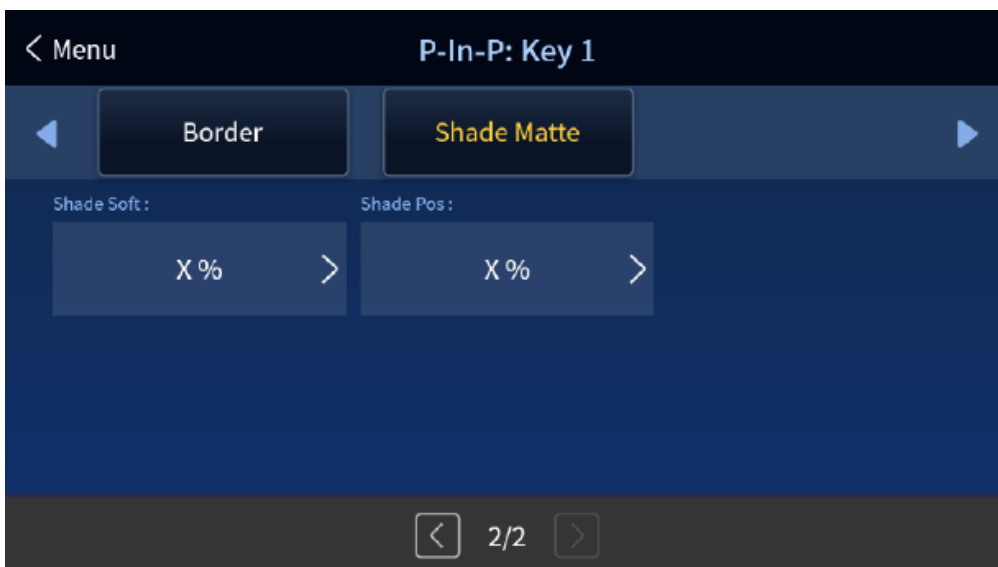 Menu
P-In-P: Key 1
Border
Shade Matte
Shade Soft :
Shade Pos :
X %
X %
2/2